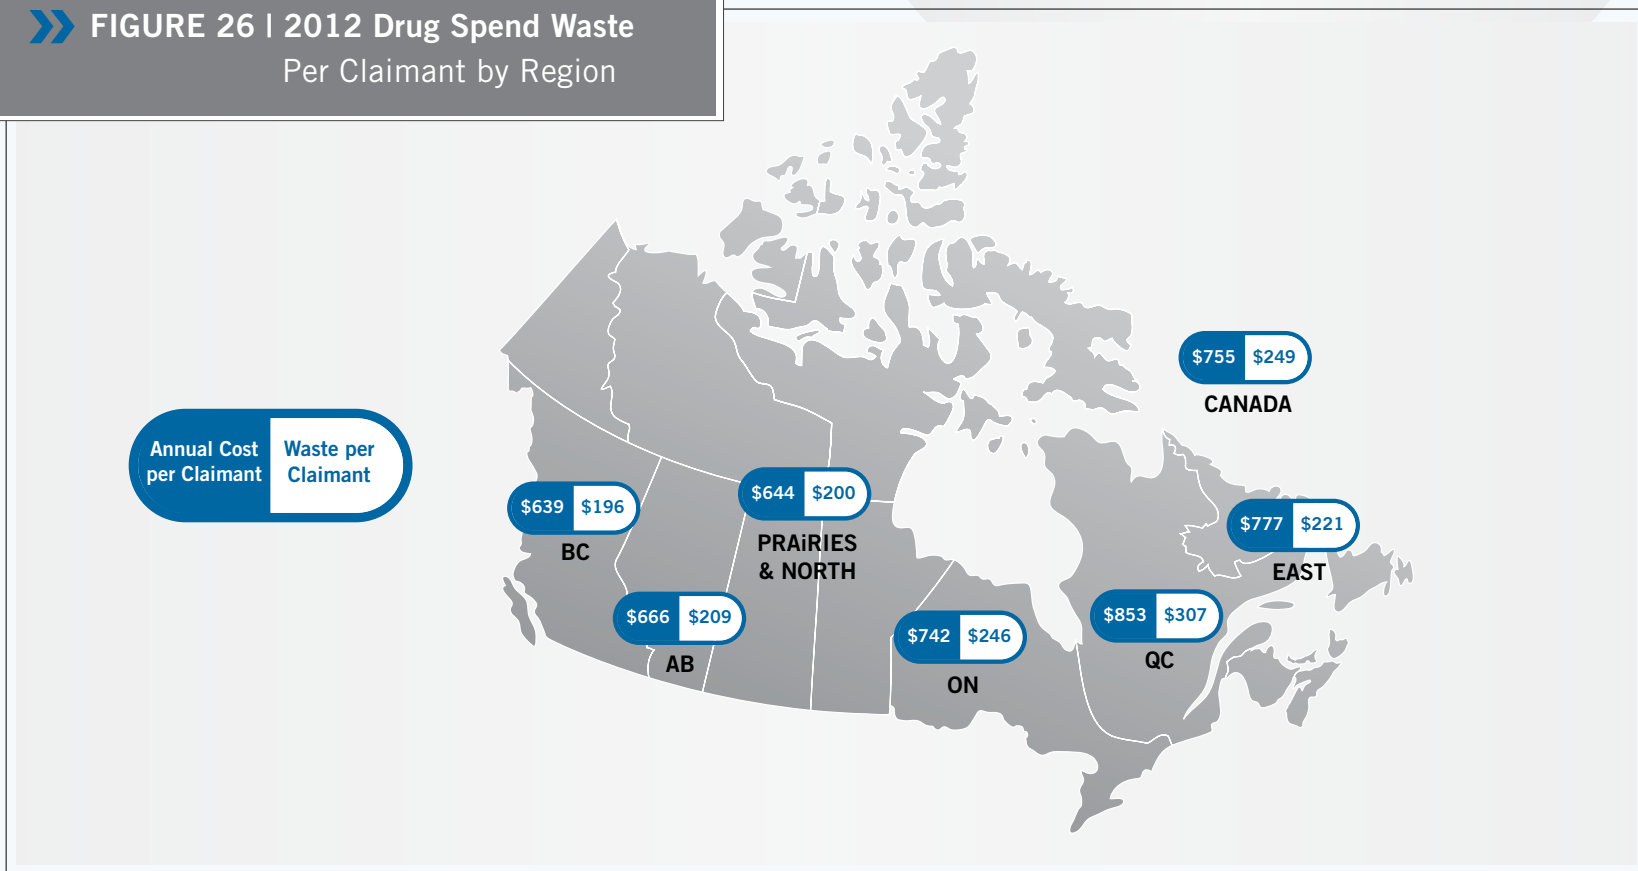 FIGURE 26 | 2012 Drug Spend Waste
Per Claimant by Region
$755 $249
CANADA
Annual Cost
per Claimant
Waste per
Claimant
$639 $196
BC
$644 $200
PRAiRIES
& NORTH
$777 $221
EAST
$666 $209
AB
$742 $246
ON
$853 $307
QC